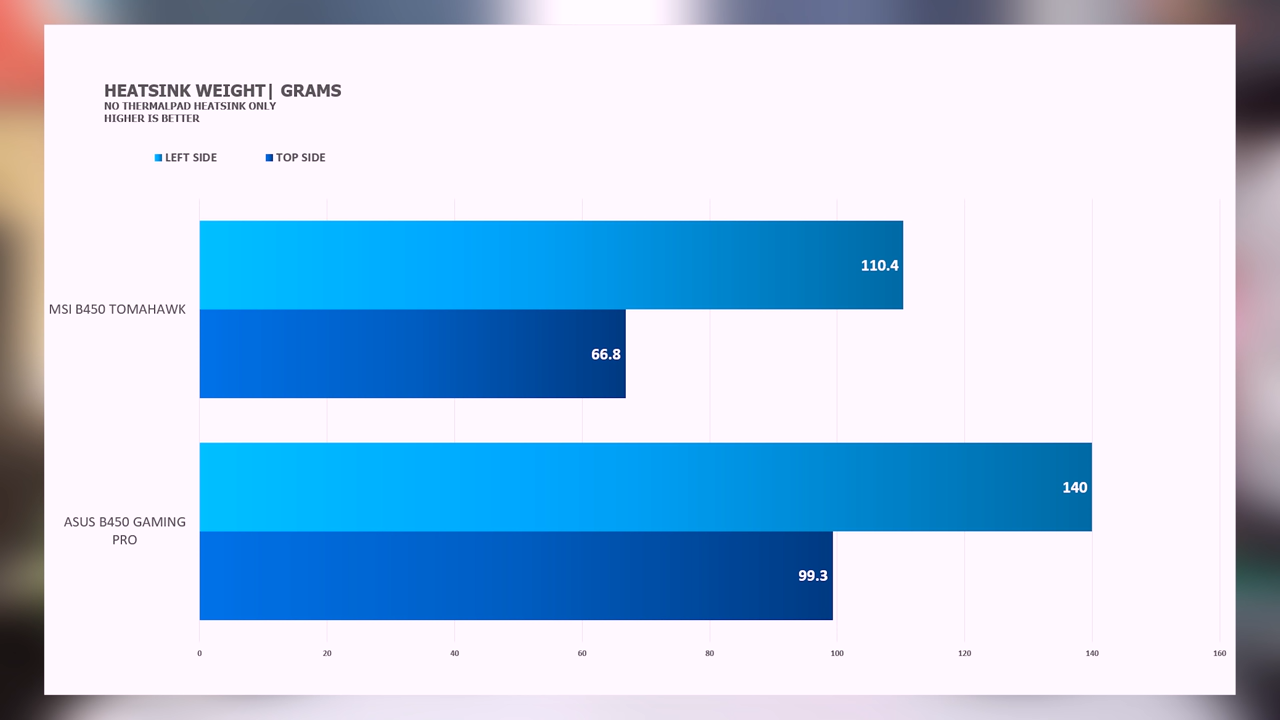 HEATSINK WEIGHT| GRAMS
NO THERMALPAD HEATSINK ONLY
HIGHER IS BETTER
LEFT SIDE
TOP SIDE
110.4
MSI B450 TOMAHAWK
66.8
140
ASUS B450 GAMING
PRO
99.3
0 20 40 60 80 100 120 140 160